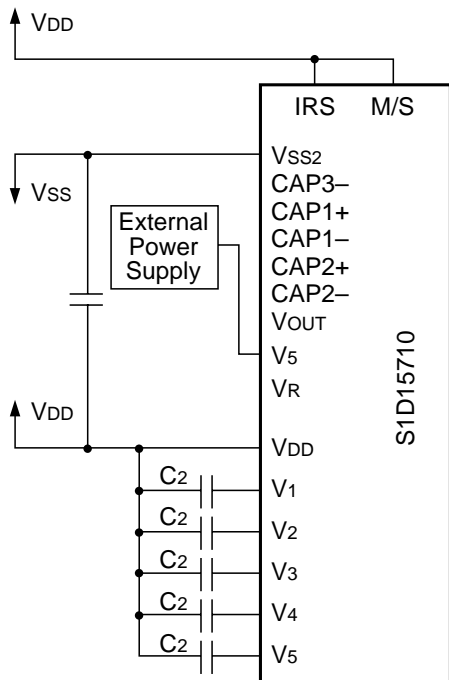 VDD
IRS M/S
VSS2
VSS
CAP3–
External
Power
Supply
CAP1+
CAP1–
CAP2+
CAP2–
VOUT
V5
VR
S1D15710
VDD
VDD
C2 V1
C2 V2
C2 V3
C2 V4
C2 V5